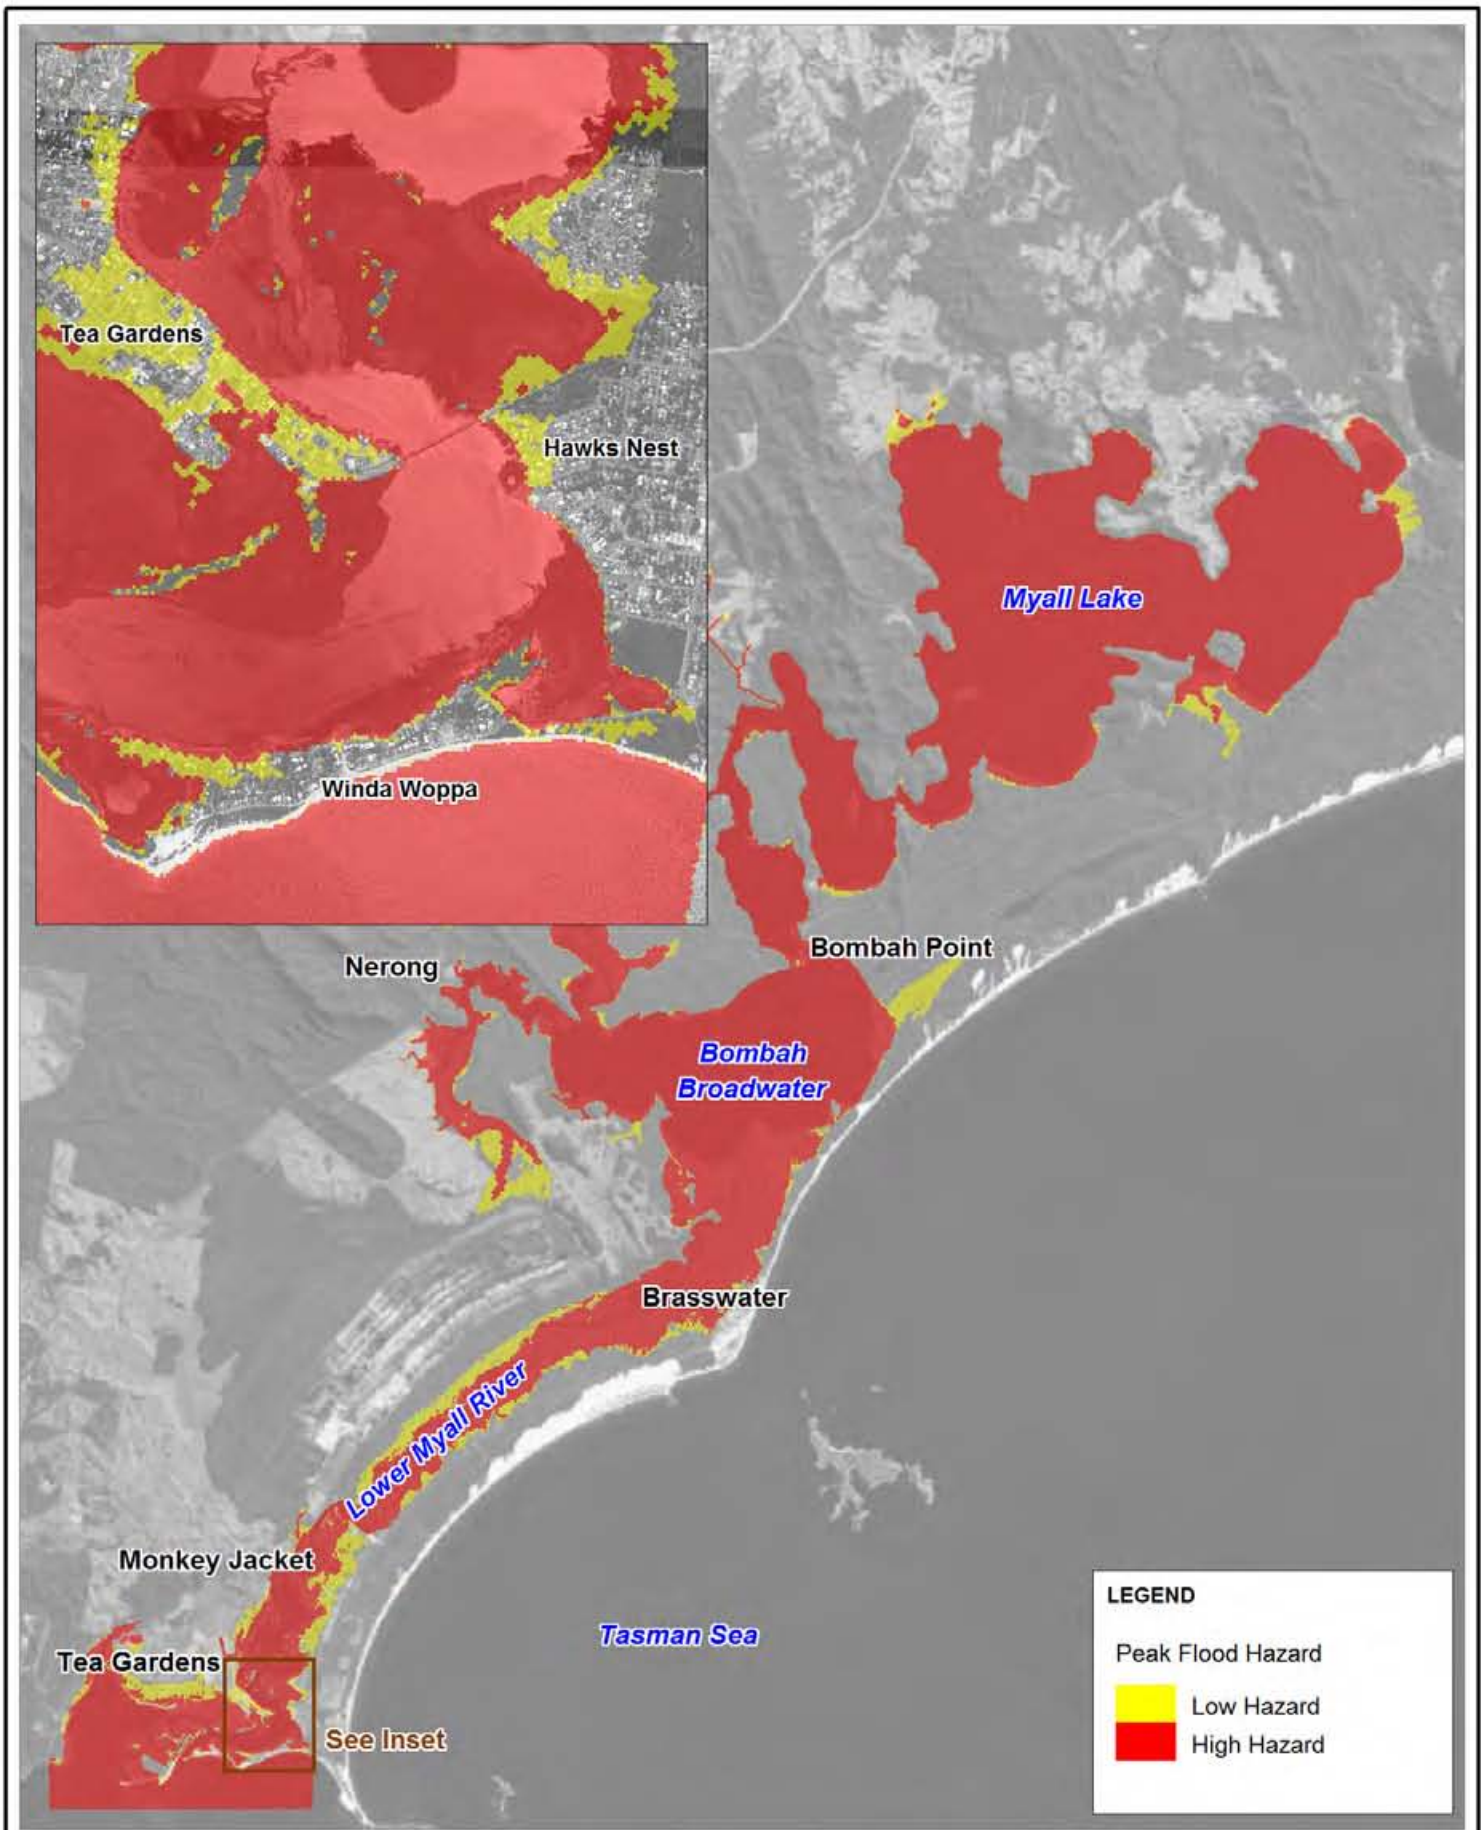 Tea Gardens
Hawks Nest
Winda Woppa
Myall Lake
Nerong
Bombah Point
Bombah
Broadwater
Brasswater
Lower Myall River
Monkey Jacket
Tea Gardens
See Inset
Tasman Sea
LEGEND
Peak Flood Hazard
Low Hazard
High Hazard